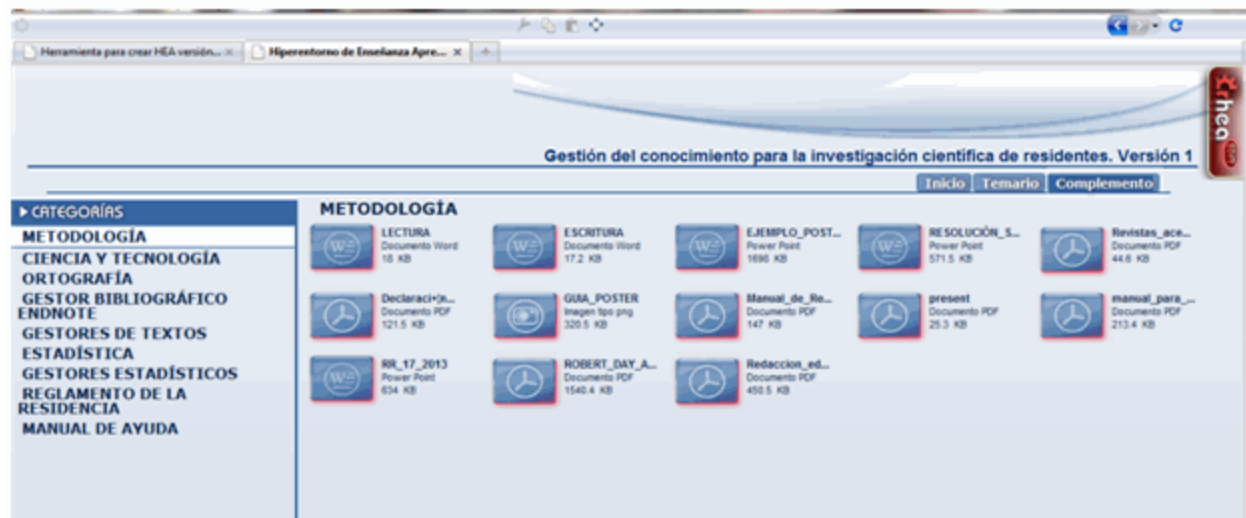 Herramienta para crear HEA versión...
Hiperentorno de Enseñanza Apre...
crhea
Gestión del conocimiento para la investigación científica de residentes. Versión 1
Inicio Temario Complemento
CATEGORÍAS
METODOLOGÍA
CIENCIA Y TECNOLOGÍA
ORTOGRAFÍA
GESTOR BIBLIOGRÁFICO
ENDNOTE
GESTORES DE TEXTOS
ESTADÍSTICA
GESTORES ESTADÍSTICOS
REGLAMENTO DE LA
RESIDENCIA
MANUAL DE AYUDA
METODOLOGÍA
LECTURA
Documento Word
18 KB
ESCRITURA
Documento Word
17.2 KB
EJEMPLO_POST...
Power Point
1698 KB
RESOLUCIÓN_S...
Power Point
571.5 KB
Revistas_ace...
Documento PDF
44.6 KB
Declaraci+|n...
Documento PDF
121.5 KB
GUIA_POSTER
Imagen tipo png
320.5 KB
Manual_de_Re...
Documento PDF
147 KB
present
Documento PDF
25.3 KB
manual_para_...
Documento PDF
213.4 KB
RR_17_2013
Power Point
634 KB
ROBERT_DAY_A...
Documento PDF
1540.4 KB
Redaccion_ed...
Documento PDF
450.5 KB